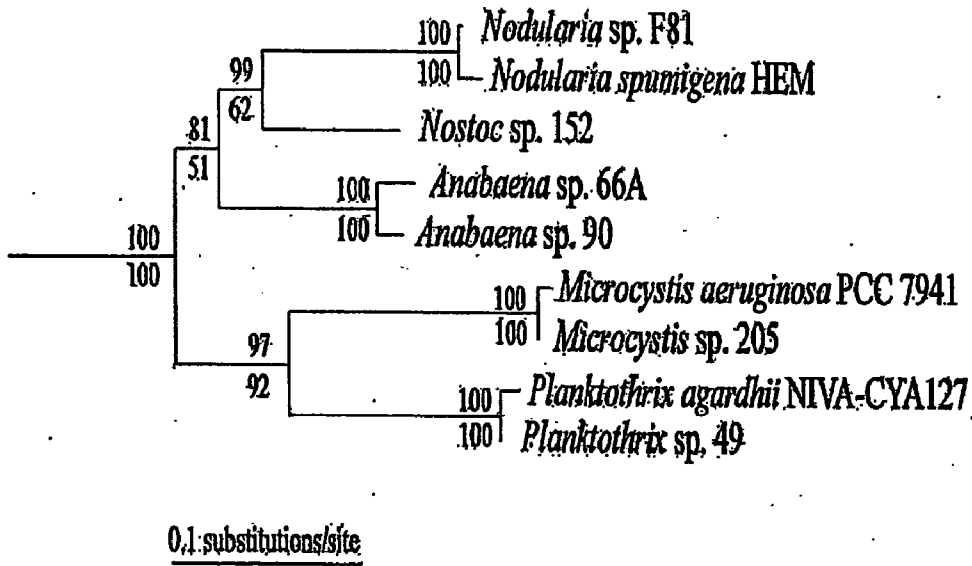 100
Nodularia sp. F81
100
Nodularia spumigena HEM
99
62
Nostoc sp. 152
81
51
100
Anabaena sp. 66A
100
Anabaena sp. 90
100
100
100
Microcystis aeruginosa PCC 7941
100
Microcystis sp. 205
97
92
100
Planktothrix agardhii NIVA-CYA127
100
Planktothrix sp. 49
0,1 substitutions/site